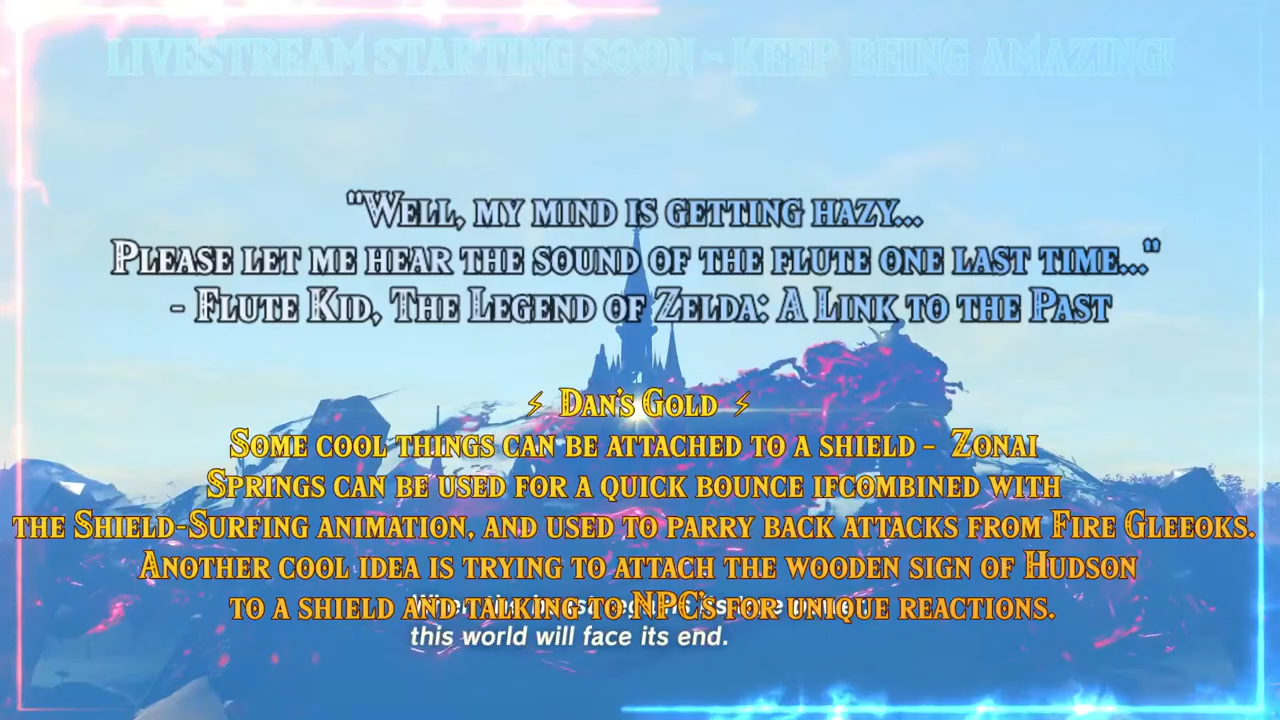 LIVESTREAM STARTING SOON - KEEP BEING AMAZING!
"Well, my mind is getting hazy...
Please let me hear the sound of the flute one last time..."
- Flute Kid, The Legend of Zelda: A Link to the Past
⚡ Dan's Gold ⚡
Some cool things can be attached to a shield - Zonai
Springs can be used for a quick bounce ifcombined with
the Shield-Surfing animation, and used to parry back attacks from Fire Gleeoks.
Another cool idea is trying to attach the wooden sign of Hudson
to a shield and talking to NPC's for unique reactions.
this world will face its end.